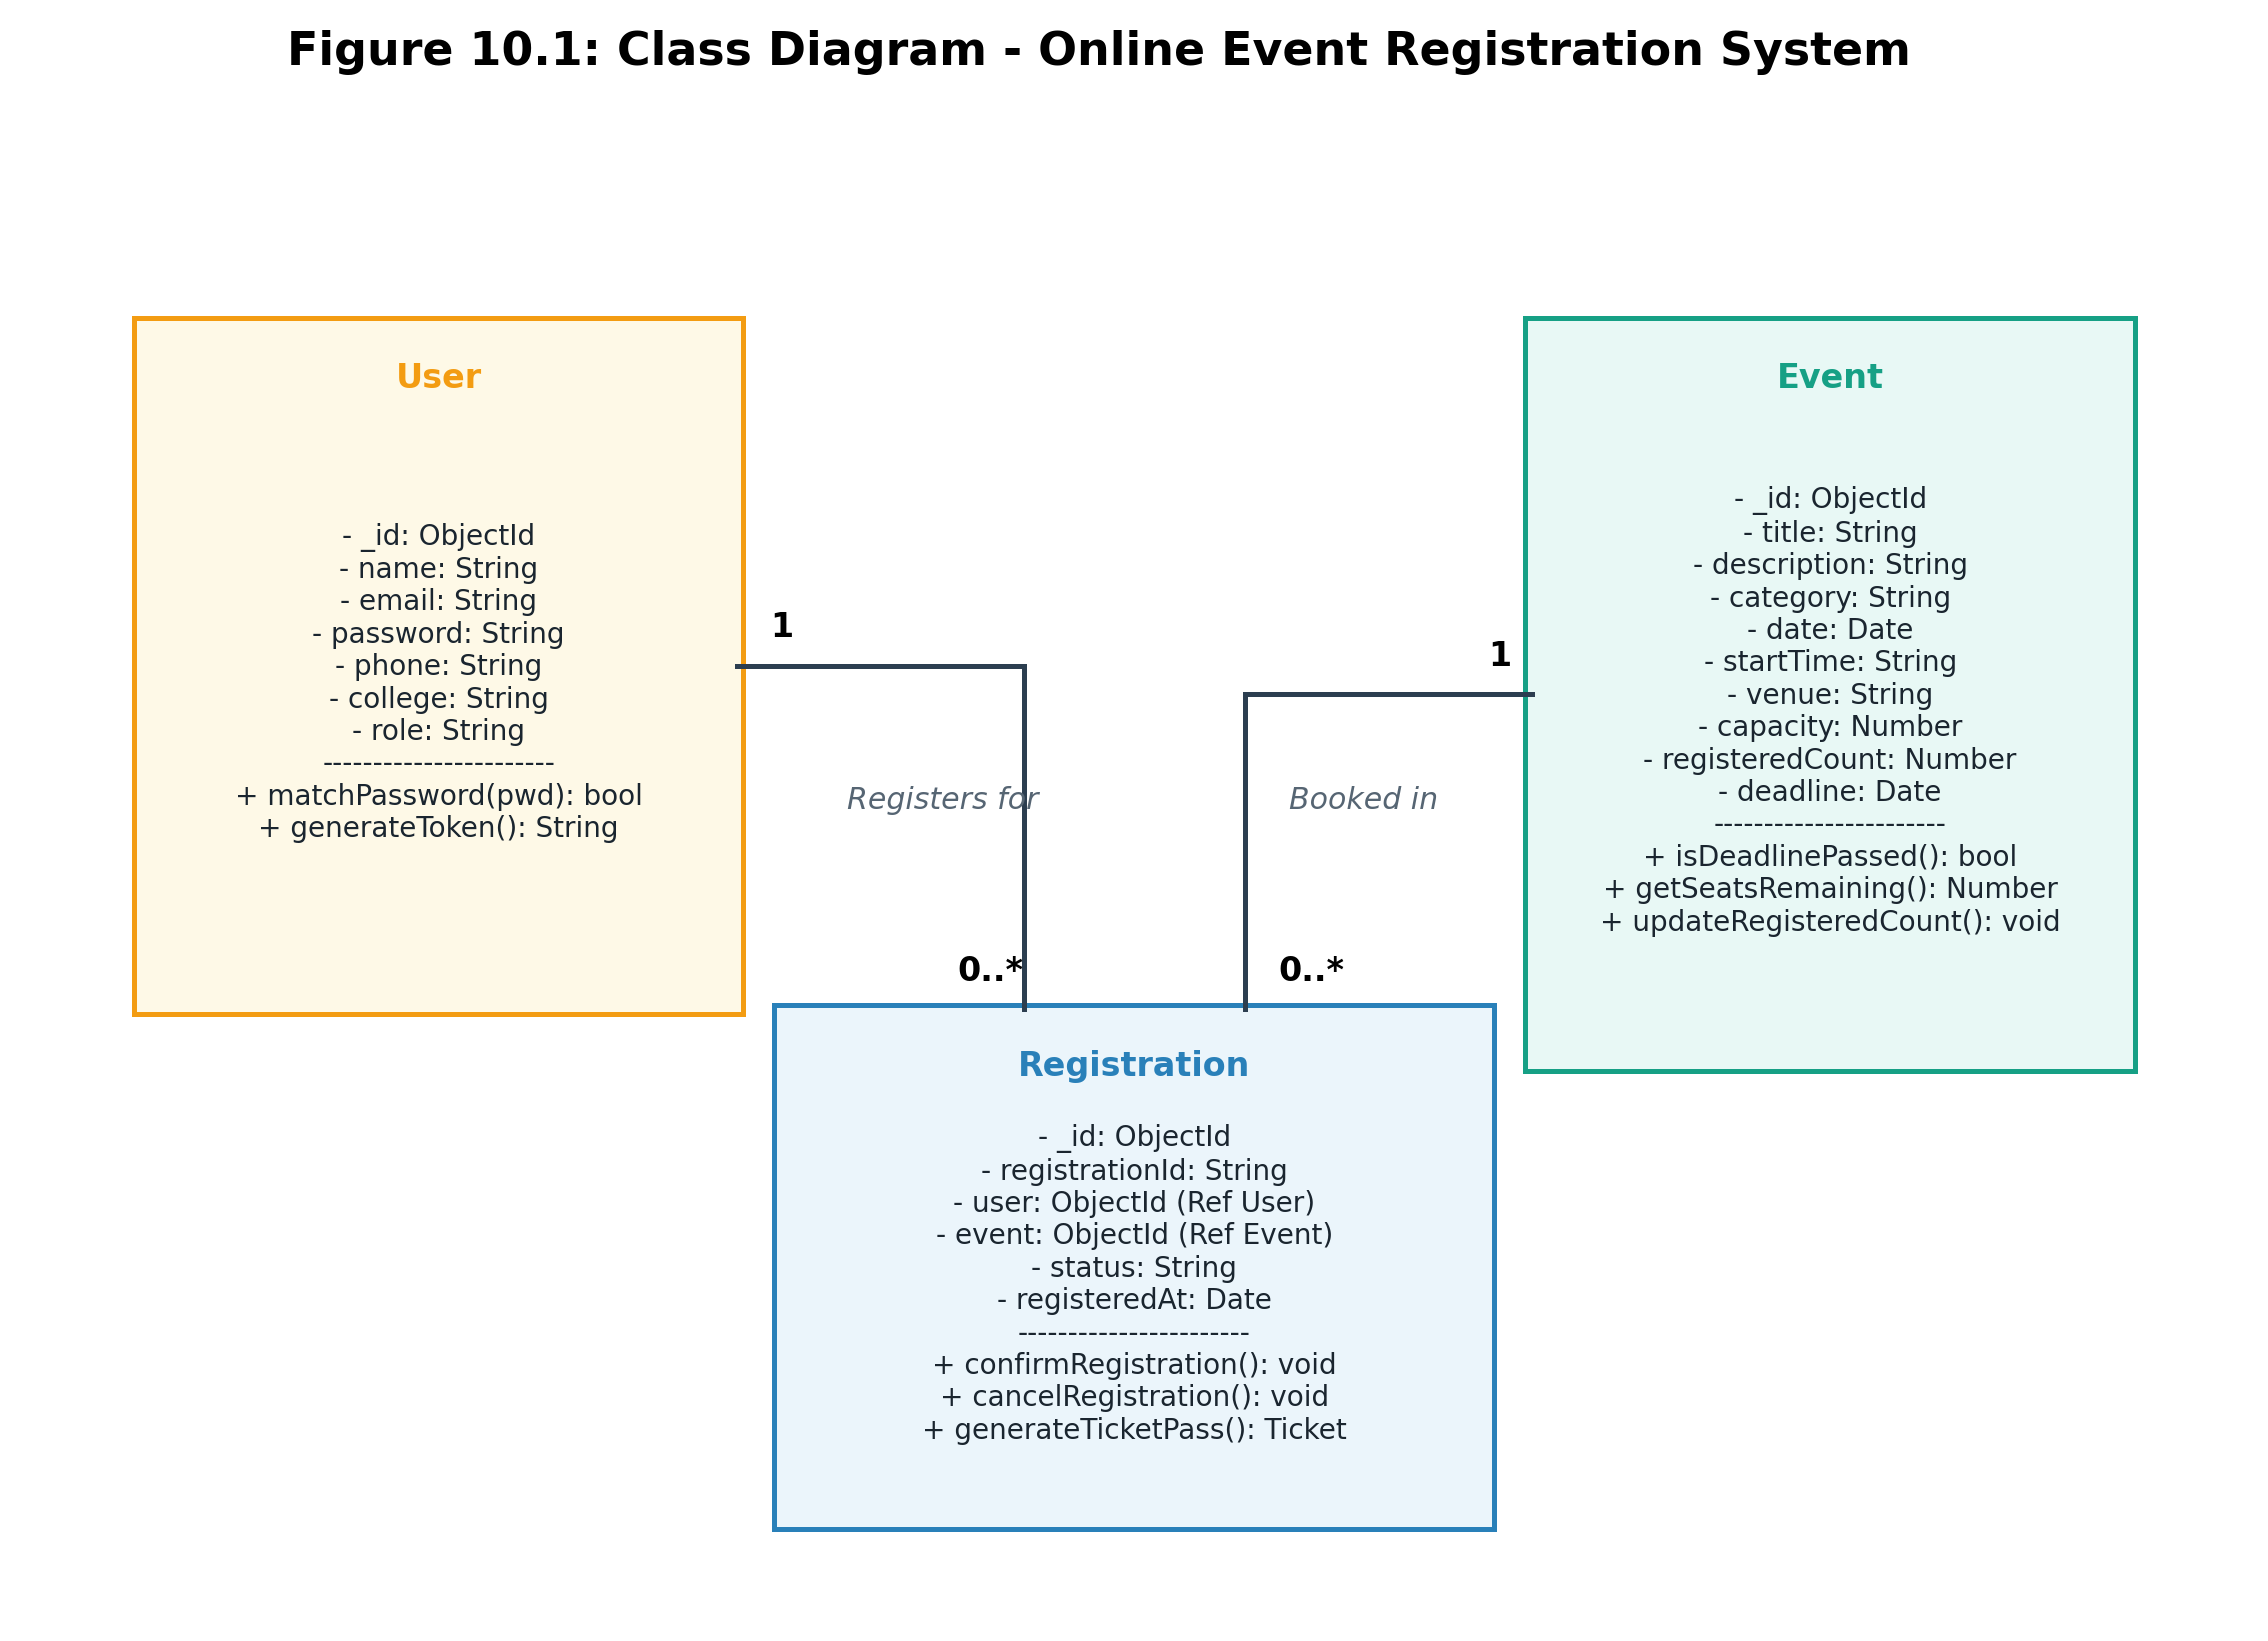 Figure 10.1: Class Diagram - Online Event Registration System
User
- _id: ObjectId
- name: String
- email: String
- password: String
- phone: String
- college: String
- role: String
-----------------------
+ matchPassword(pwd): bool
+ generateToken(): String
1
Registers for
0..*
Event
- _id: ObjectId
- title: String
- description: String
- category: String
- date: Date
- startTime: String
- venue: String
- capacity: Number
- registeredCount: Number
- deadline: Date
-----------------------
+ isDeadlinePassed(): bool
+ getSeatsRemaining(): Number
+ updateRegisteredCount(): void
1
Booked in
0..*
Registration
- _id: ObjectId
- registrationId: String
- user: ObjectId (Ref User)
- event: ObjectId (Ref Event)
- status: String
- registeredAt: Date
-----------------------
+ confirmRegistration(): void
+ cancelRegistration(): void
+ generateTicketPass(): Ticket